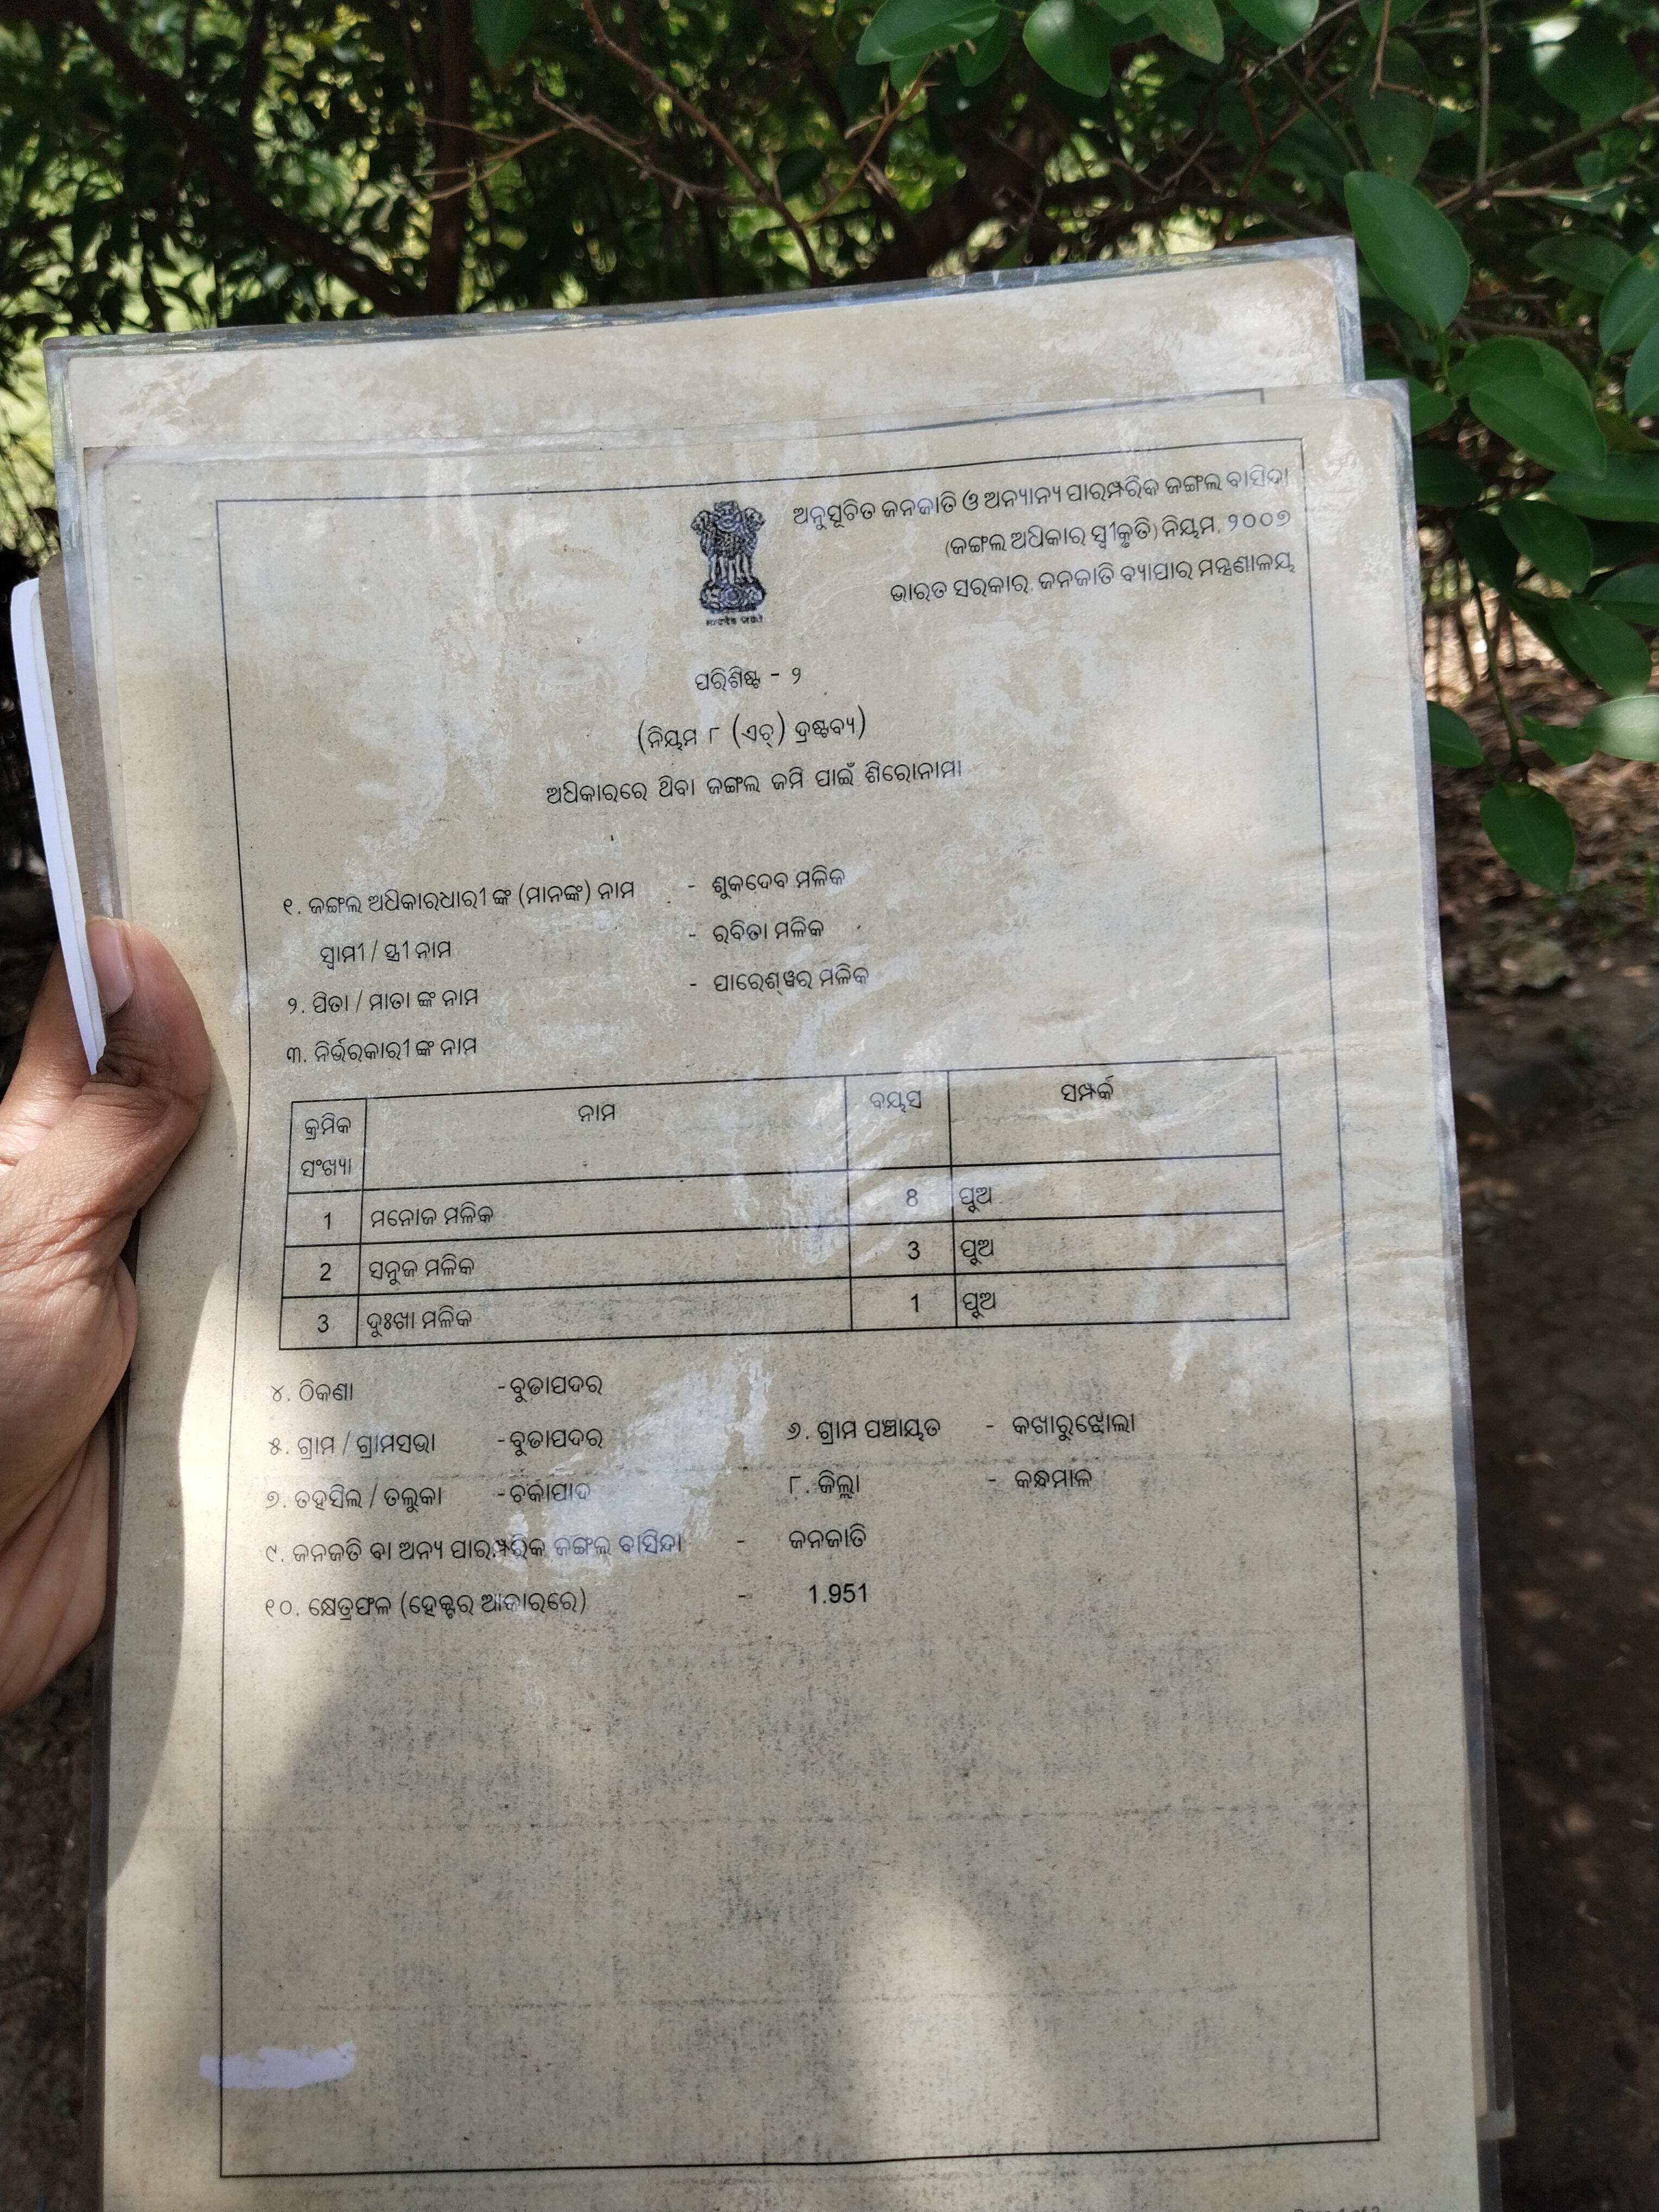 ଅନୁସୂଚିତ ଜନଜାତି ଓ ଅନ୍ୟାନ୍ୟ ପାରମ୍ପରିକ ଜଙ୍ଗଲ ବାସିନ୍ଦା
(ଜଙ୍ଗଲ ଅଧିକାର ସ୍ୱୀକୃତି) ନିୟମ, ୨୦୦୭
ଭାରତ ସରକାର, ଜନଜାତି ବ୍ୟାପାର ମନ୍ତ୍ରଣାଳୟ
ପରିଶିଷ୍ଟ - ୨
(ନିୟମ ୮ (ଏଚ୍) ଦ୍ରଷ୍ଟବ୍ୟ)
ଅଧିକାରରେ ଥିବା ଜଙ୍ଗଲ ଜମି ପାଇଁ ଶିରୋନାମା
୧. ଜଙ୍ଗଲ ଅଧିକାରଧାରୀ ଙ୍କ (ମାନଙ୍କ) ନାମ - ଶୁକଦେବ ମଳିକ
ସ୍ୱାମୀ / ସ୍ତ୍ରୀ ନାମ - ରବିତା ମଳିକ
୨. ପିତା / ମାତା ଙ୍କ ନାମ - ପାରେଶ୍ୱର ମଳିକ
୩. ନିର୍ଭରକାରୀ ଙ୍କ ନାମ
କ୍ରମିକ ସଂଖ୍ୟା ନାମ ବୟସ ସମ୍ପର୍କ
1 ମନୋଜ ମଳିକ 8 ପୁଅ
2 ସନୁଜ ମଳିକ 3 ପୁଅ
3 ଦୁଃଖା ମଳିକ 1 ପୁଅ
୪. ଠିକଣା - ବୁଡାପଦର
୫. ଗ୍ରାମ / ଗ୍ରାମସଭା - ବୁଡାପଦର ୬. ଗ୍ରାମ ପଞ୍ଚାୟତ - କଖାରୁଝୋଲା
୭. ତହସିଲ / ତଲୁକା - ଚକାପାଦ ୮. ଜିଲ୍ଲା - କନ୍ଧମାଳ
୯. ଜନଜତି ବା ଅନ୍ୟ ପାରମ୍ପରିକ ଜଙ୍ଗଲ ବାସିନ୍ଦା - ଜନଜାତି
୧୦. କ୍ଷେତ୍ରଫଳ (ହେକ୍ଟର ଆକାରରେ) - 1.951